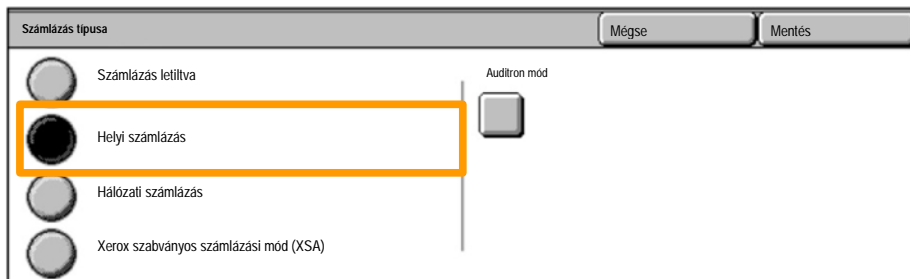 Számlázás típusa
Mégse
Mentés
Számlázás letiltva
Auditron mód
Helyi számlázás
Hálózati számlázás
Xerox szabványos számlázási mód (XSA)